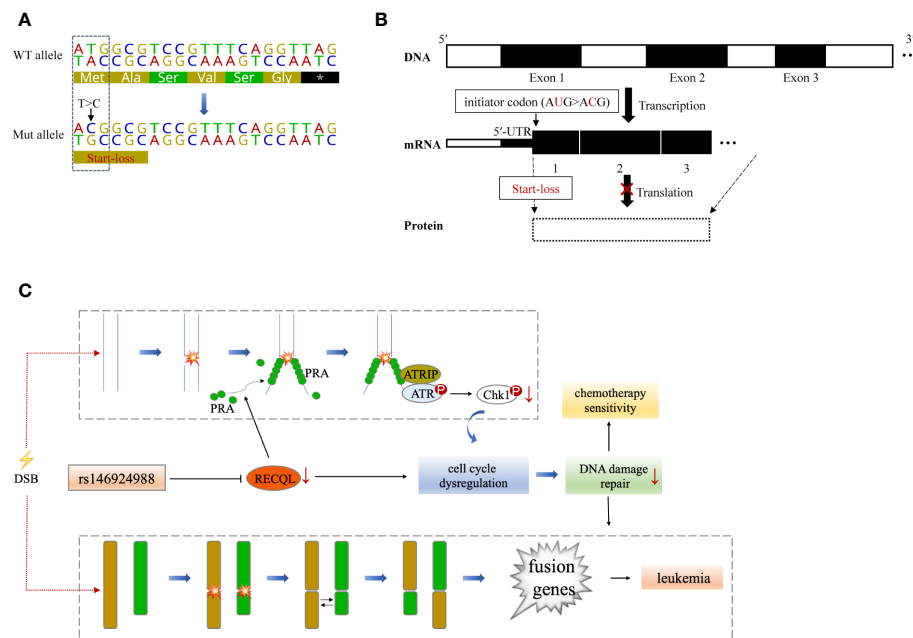 A
WT allele
ATGGCGTCCGTTTCAGGTTAG
TACCGCAGGCAAAGTCCAATC
Met Ala Ser Val Ser Gly *
T>C
Mut allele
ACGGCGTCCGTTTCAGGTTAG
TGCCGCAGGCAAAGTCCAATC
Start-loss
B
5′ 3′
DNA ...
Exon 1 Exon 2 Exon 3
initiator codon (AUG>ACG) Transcription
5′-UTR
mRNA ...
1 2 3
Start-loss Translation
Protein
C
PRA
PRA
ATRIP
ATR P
Chk1 P
chemotherapy
sensitivity
DSB
rs146924988
RECQL
cell cycle
dysregulation
DNA damage
repair
fusion
genes
leukemia